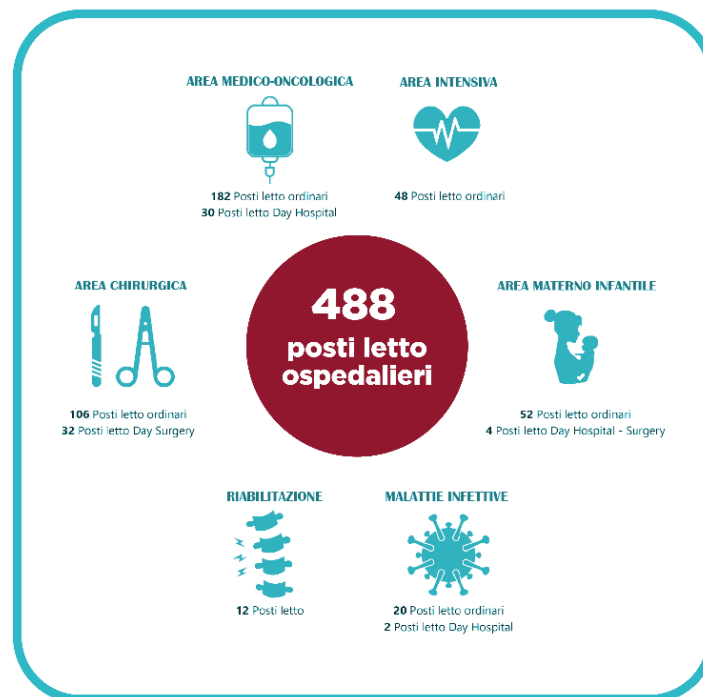 AREA MEDICO-ONCOLOGICA
182 Posti letto ordinari
30 Posti letto Day Hospital
AREA INTENSIVA
48 Posti letto ordinari
AREA CHIRURGICA
106 Posti letto ordinari
32 Posti letto Day Surgery
488
posti letto
ospedalieri
AREA MATERNO INFANTILE
52 Posti letto ordinari
4 Posti letto Day Hospital - Surgery
RIABILITAZIONE
12 Posti letto
MALATTIE INFETTIVE
20 Posti letto ordinari
2 Posti letto Day Hospital